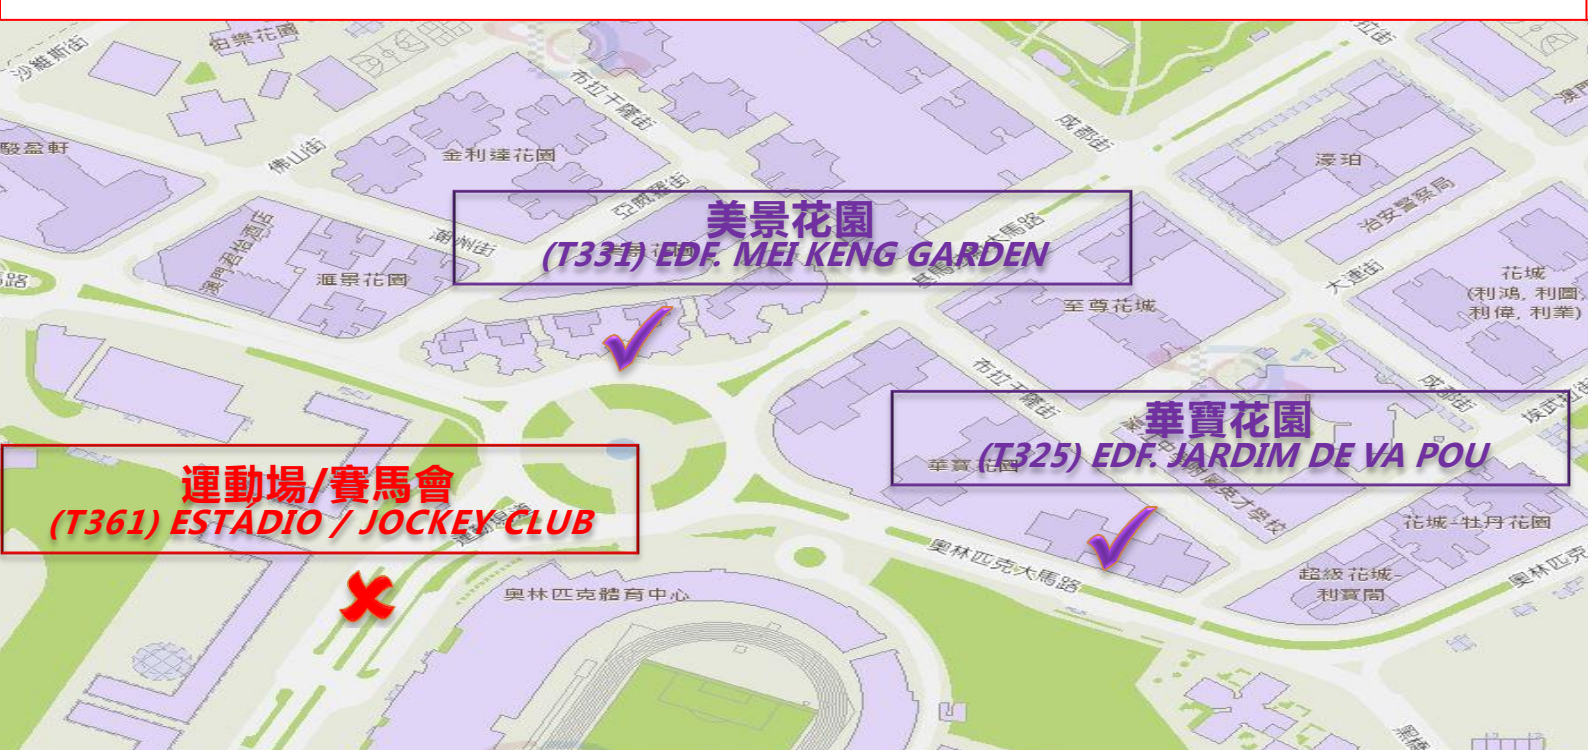 沙維斯街
伯樂花園
布拉干薩街
成都街
駿盈軒
佛山街
金利達花園
濠珀
治安警察局
亞威羅街
美景花園
(T331) EDF. MEI KENG GARDEN
潮州街
澳門君怡酒店
滙景花園
大連街
花城
(利鴻, 利圖,
利偉, 利業)
至尊花城
布拉干薩街
成都街
華寶花園
(T325) EDF. JARDIM DE VA POU
華寶花園
運動場/賽馬會
(T361) ESTÁDIO / JOCKEY CLUB
奧林匹克大馬路
花城-牡丹花園
超級花城-
利寶閣
奧林匹克
奧林匹克體育中心